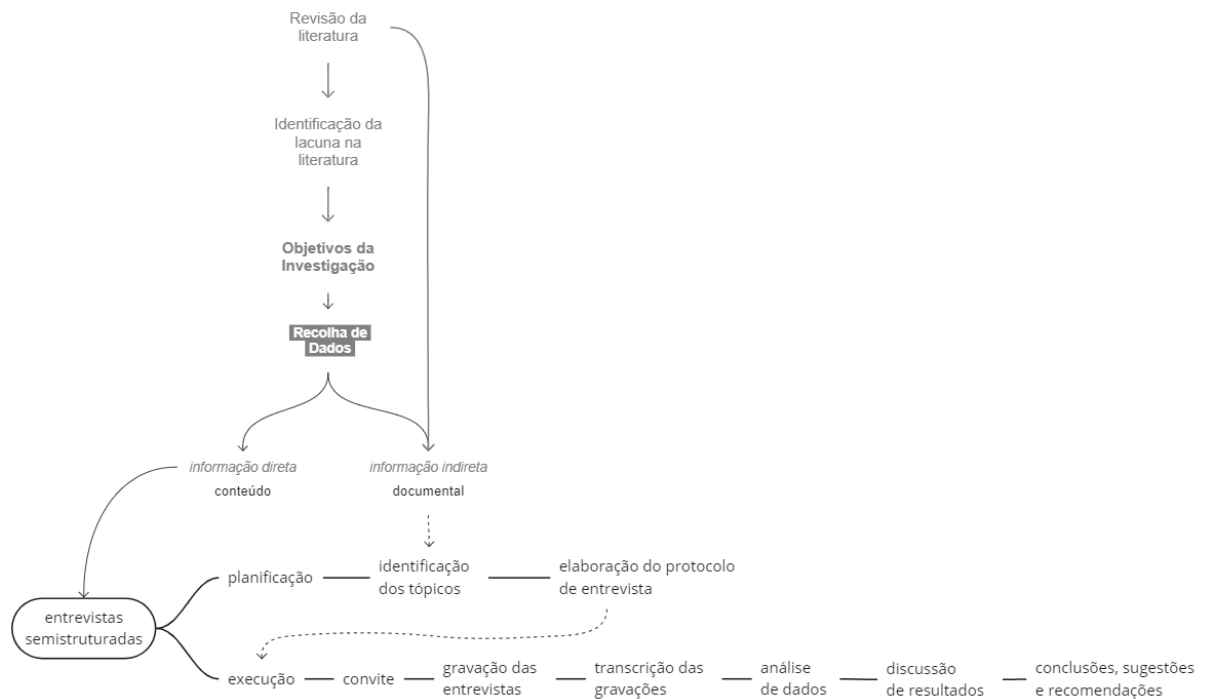 Revisão da
literatura
Identificação da
lacuna na
literatura
Objetivos da
Investigação
Recolha de
Dados
informação direta
conteúdo
informação indireta
documental
planificação
identificação
dos tópicos
elaboração do protocolo
de entrevista
entrevistas
semistruturadas
execução
convite
gravação das
entrevistas
transcrição das
gravações
análise
de dados
discussão
de resultados
conclusões, sugestões
e recomendações